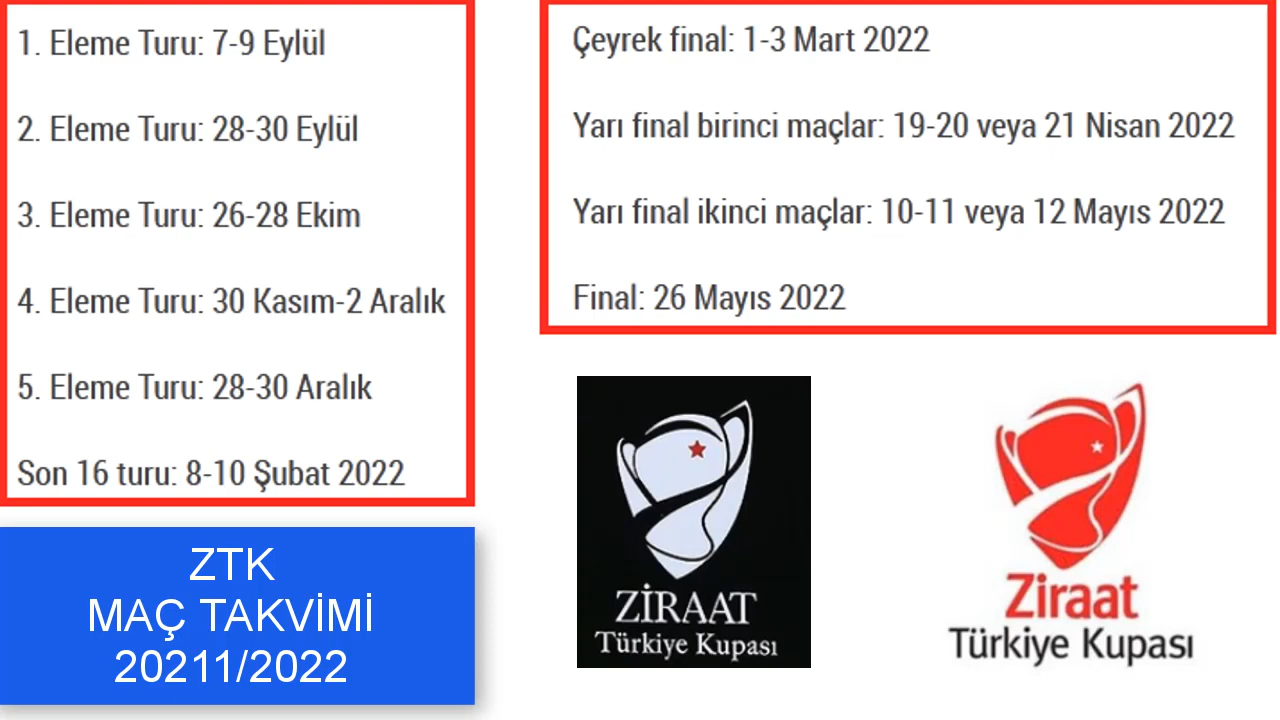 1. Eleme Turu: 7-9 Eylül
2. Eleme Turu: 28-30 Eylül
3. Eleme Turu: 26-28 Ekim
4. Eleme Turu: 30 Kasım-2 Aralık
5. Eleme Turu: 28-30 Aralık
Son 16 turu: 8-10 Şubat 2022
Çeyrek final: 1-3 Mart 2022
Yarı final birinci maçlar: 19-20 veya 21 Nisan 2022
Yarı final ikinci maçlar: 10-11 veya 12 Mayıs 2022
Final: 26 Mayıs 2022
ZTK
MAÇ TAKVİMİ
20211/2022
ZİRAAT
Türkiye Kupası
Ziraat
Türkiye Kupası